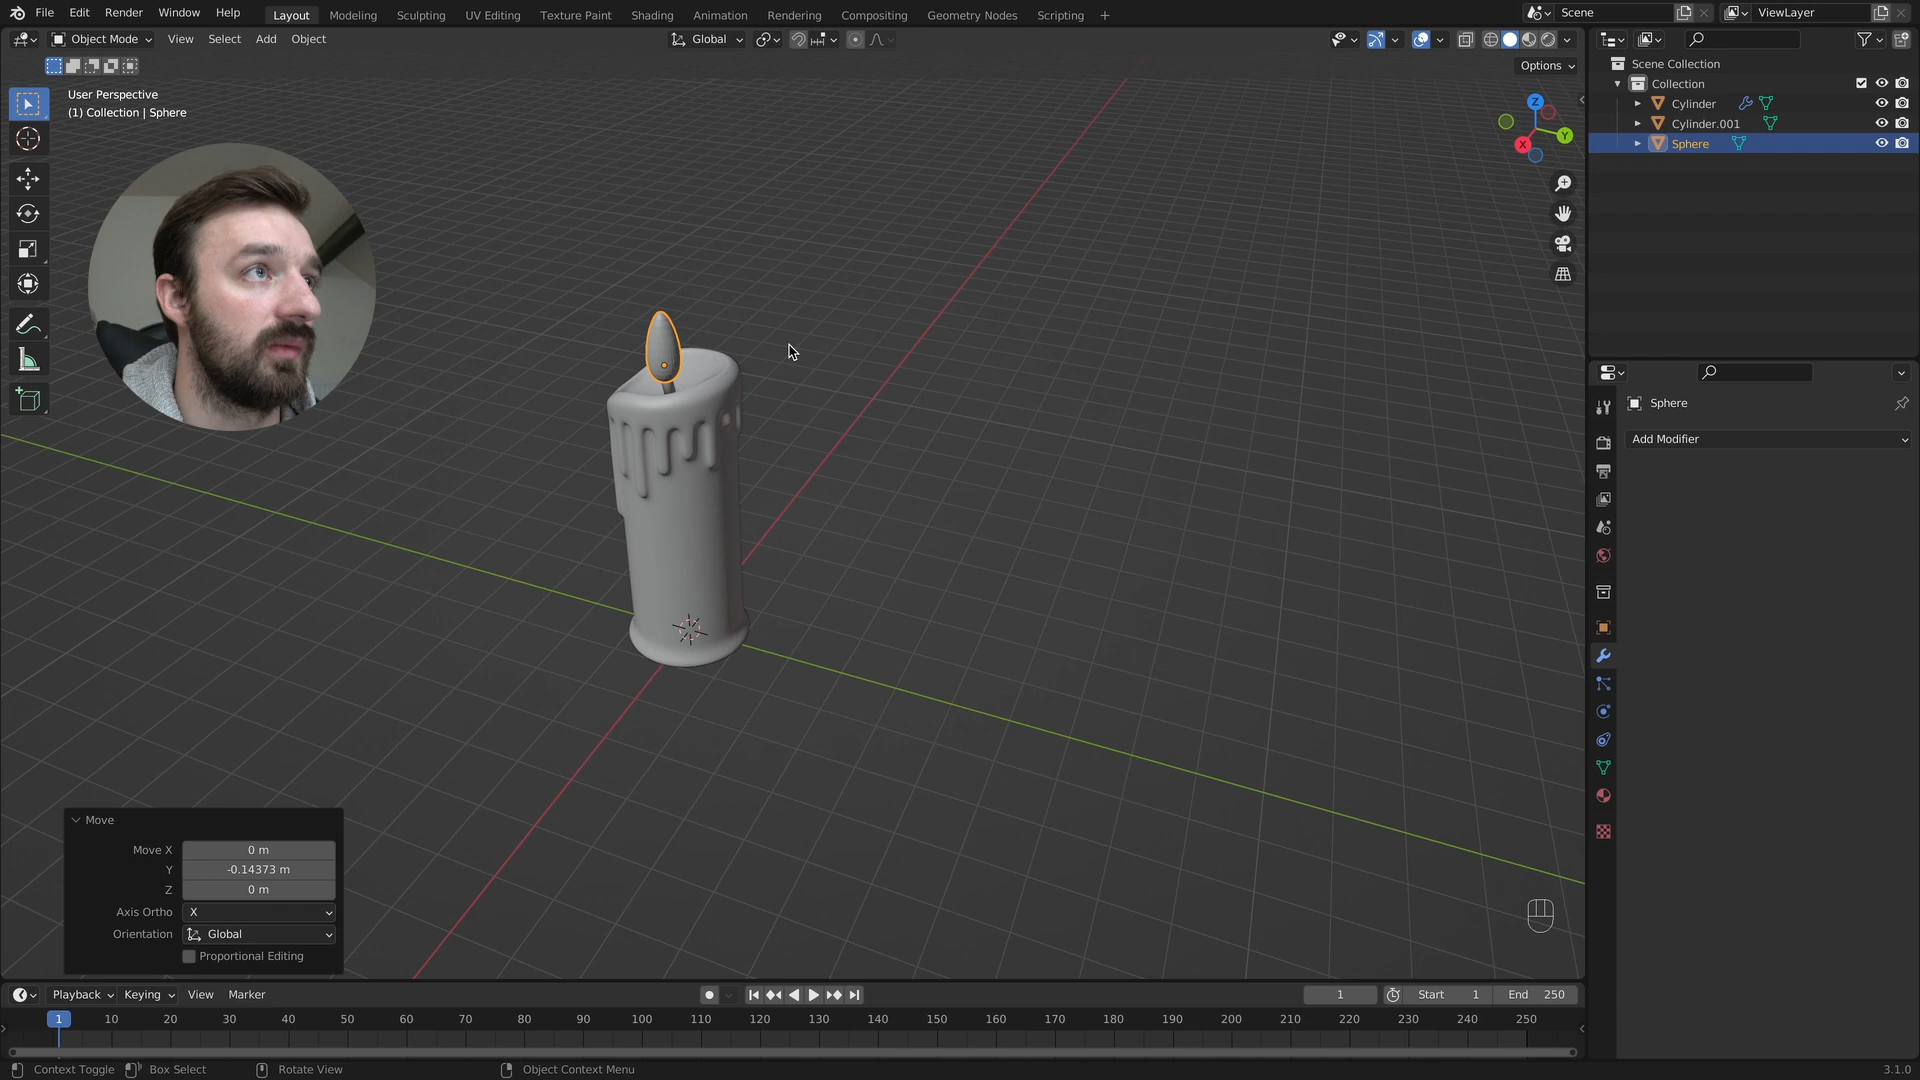 File Edit Render Window Help Layout Modeling Sculpting UV Editing Texture Paint Shading Animation Rendering Compositing Geometry Nodes Scripting + Scene ViewLayer
Object Mode View Select Add Object Global
Options
User Perspective
(1) Collection | Sphere
Z
Y
X
Scene Collection
Collection
Cylinder
Cylinder.001
Sphere
Sphere
Add Modifier
Move
Move X 0 m
Y -0.14373 m
Z 0 m
Axis Ortho X
Orientation Global
Proportional Editing
Playback Keying View Marker 1 Start 1 End 250
1 10 20 30 40 50 60 70 80 90 100 110 120 130 140 150 160 170 180 190 200 210 220 230 240 250
Context Toggle Box Select Rotate View Object Context Menu 3.1.0